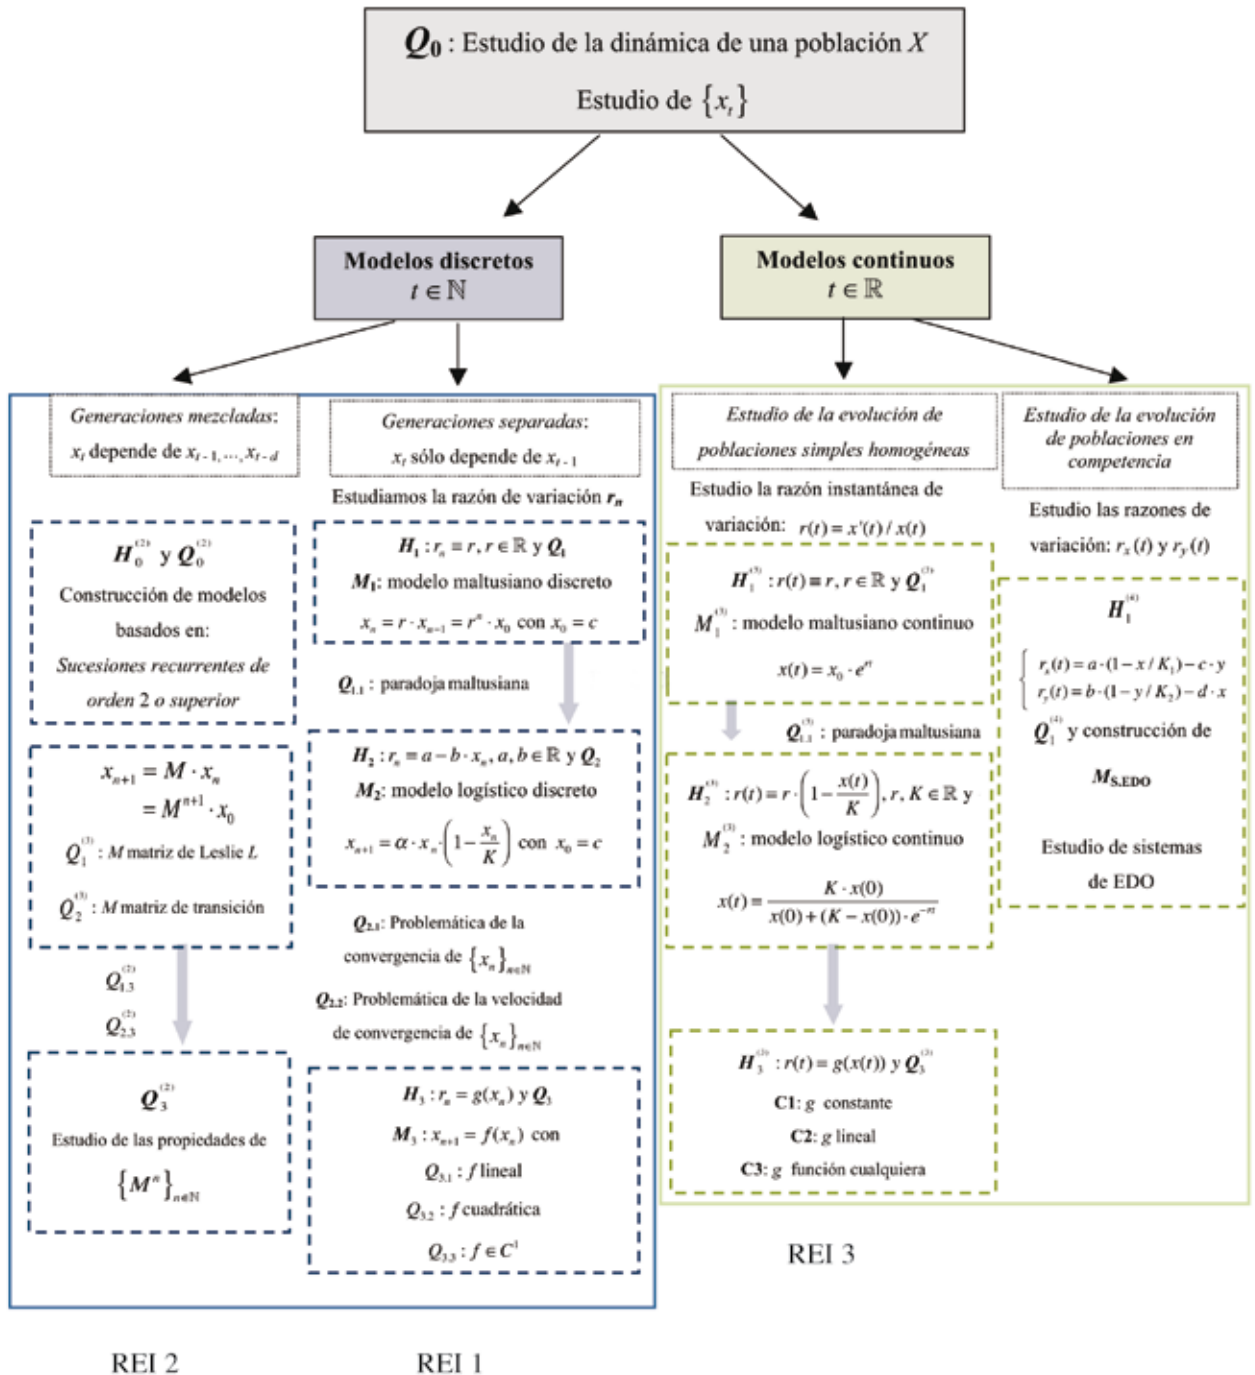 Q₀ : Estudio de la dinámica de una población X
Estudio de {xₜ}
Modelos discretos
t ∈ ℕ
Modelos continuos
t ∈ ℝ
Generaciones mezcladas:
xₜ depende de xₜ₋₁,…,xₜ₋d
H₀⁽²⁾ y Q₀⁽²⁾
Construcción de modelos
basados en:
Sucesiones recurrentes de
orden 2 o superior
xₙ₊₁ = M · xₙ
= Mⁿ⁺¹ · x₀
Q₁⁽³⁾ : M matriz de Leslie L
Q₂⁽³⁾ : M matriz de transición
Q₁.₃⁽²⁾
Q₂.₃⁽²⁾
Q₃⁽²⁾
Estudio de las propiedades de
{Mⁿ}ₙ∈ℕ
Generaciones separadas:
xₜ sólo depende de xₜ₋₁
Estudiamos la razón de variación rₙ
H₁ : rₙ = r, r ∈ ℝ y Q₁
M₁: modelo maltusiano discreto
xₙ = r · xₙ₋₁ = rⁿ · x₀ con x₀ = c
Q₁.₁ : paradoja maltusiana
H₂ : rₙ = a – b · xₙ, a, b ∈ ℝ y Q₂
M₂: modelo logístico discreto
xₙ₊₁ = α · xₙ · (1 – xₙ/K) con x₀ = c
Q₂.₁: Problemática de la
convergencia de {xₙ}ₙ∈ℕ
Q₂.₂: Problemática de la velocidad
de convergencia de {xₙ}ₙ∈ℕ
H₃ : rₙ = g(xₙ) y Q₃
M₃ : xₙ₊₁ = f(xₙ) con
Q₃.₁ : f lineal
Q₃.₂ : f cuadrática
Q₃.₃ : f ∈ C¹
Estudio de la evolución de
poblaciones simples homogéneas
Estudio la razón instantánea de
variación: r(t) = x'(t) / x(t)
H₁⁽³⁾ : r(t) ≡ r, r ∈ ℝ y Q₁⁽³⁾
M₁⁽³⁾ : modelo maltusiano continuo
x(t) = x₀ · eʳᵗ
Q₁.₁⁽³⁾ : paradoja maltusiana
H₂⁽³⁾ : r(t) = r · (1 – x(t)/K), r, K ∈ ℝ y
M₂⁽³⁾ : modelo logístico continuo
x(t) = K · x(0) / x(0) + (K – x(0)) · e⁻ʳᵗ
H₃⁽³⁾ : r(t) = g(x(t)) y Q₃⁽³⁾
C1: g constante
C2: g lineal
C3: g función cualquiera
Estudio de la evolución
de poblaciones en
competencia
Estudio las razones de
variación: rₓ(t) y r_y(t)
H₁⁽⁴⁾
rₓ(t) = a · (1 – x / K₁) – c · y
r_y(t) = b · (1 – y / K₂) – d · x
Q₁⁽⁴⁾ y construcción de
M_S.EDO
Estudio de sistemas
de EDO
REI 3
REI 2
REI 1